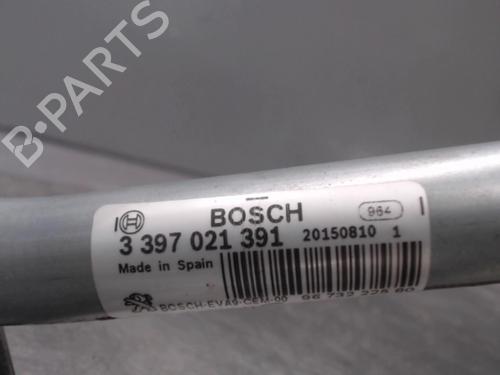 B-PARTS
BOSCH
964
3 397 021 391 20150810 1
Made in Spain